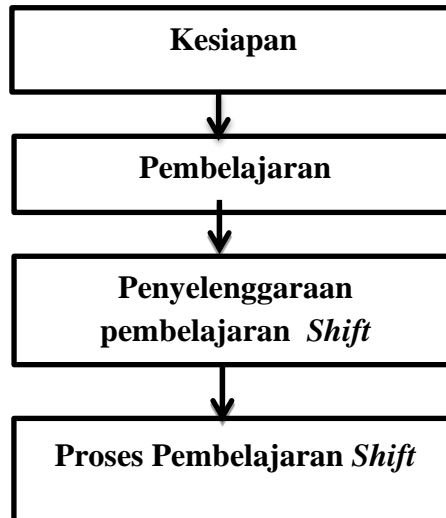 Kesiapan
Pembelajaran
Penyelenggaraan
pembelajaran Shift
Proses Pembelajaran Shift